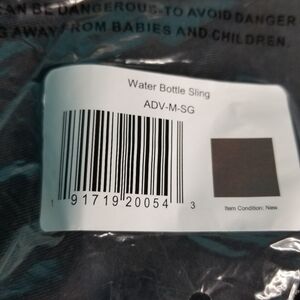 CAN BE DANGEROUS-TO AVOID DANGER
AWAY FROM BABIES AND CHILDREN.
Water Bottle Sling
ADV-M-SG
1 91719 20054 3
Item Condition: New